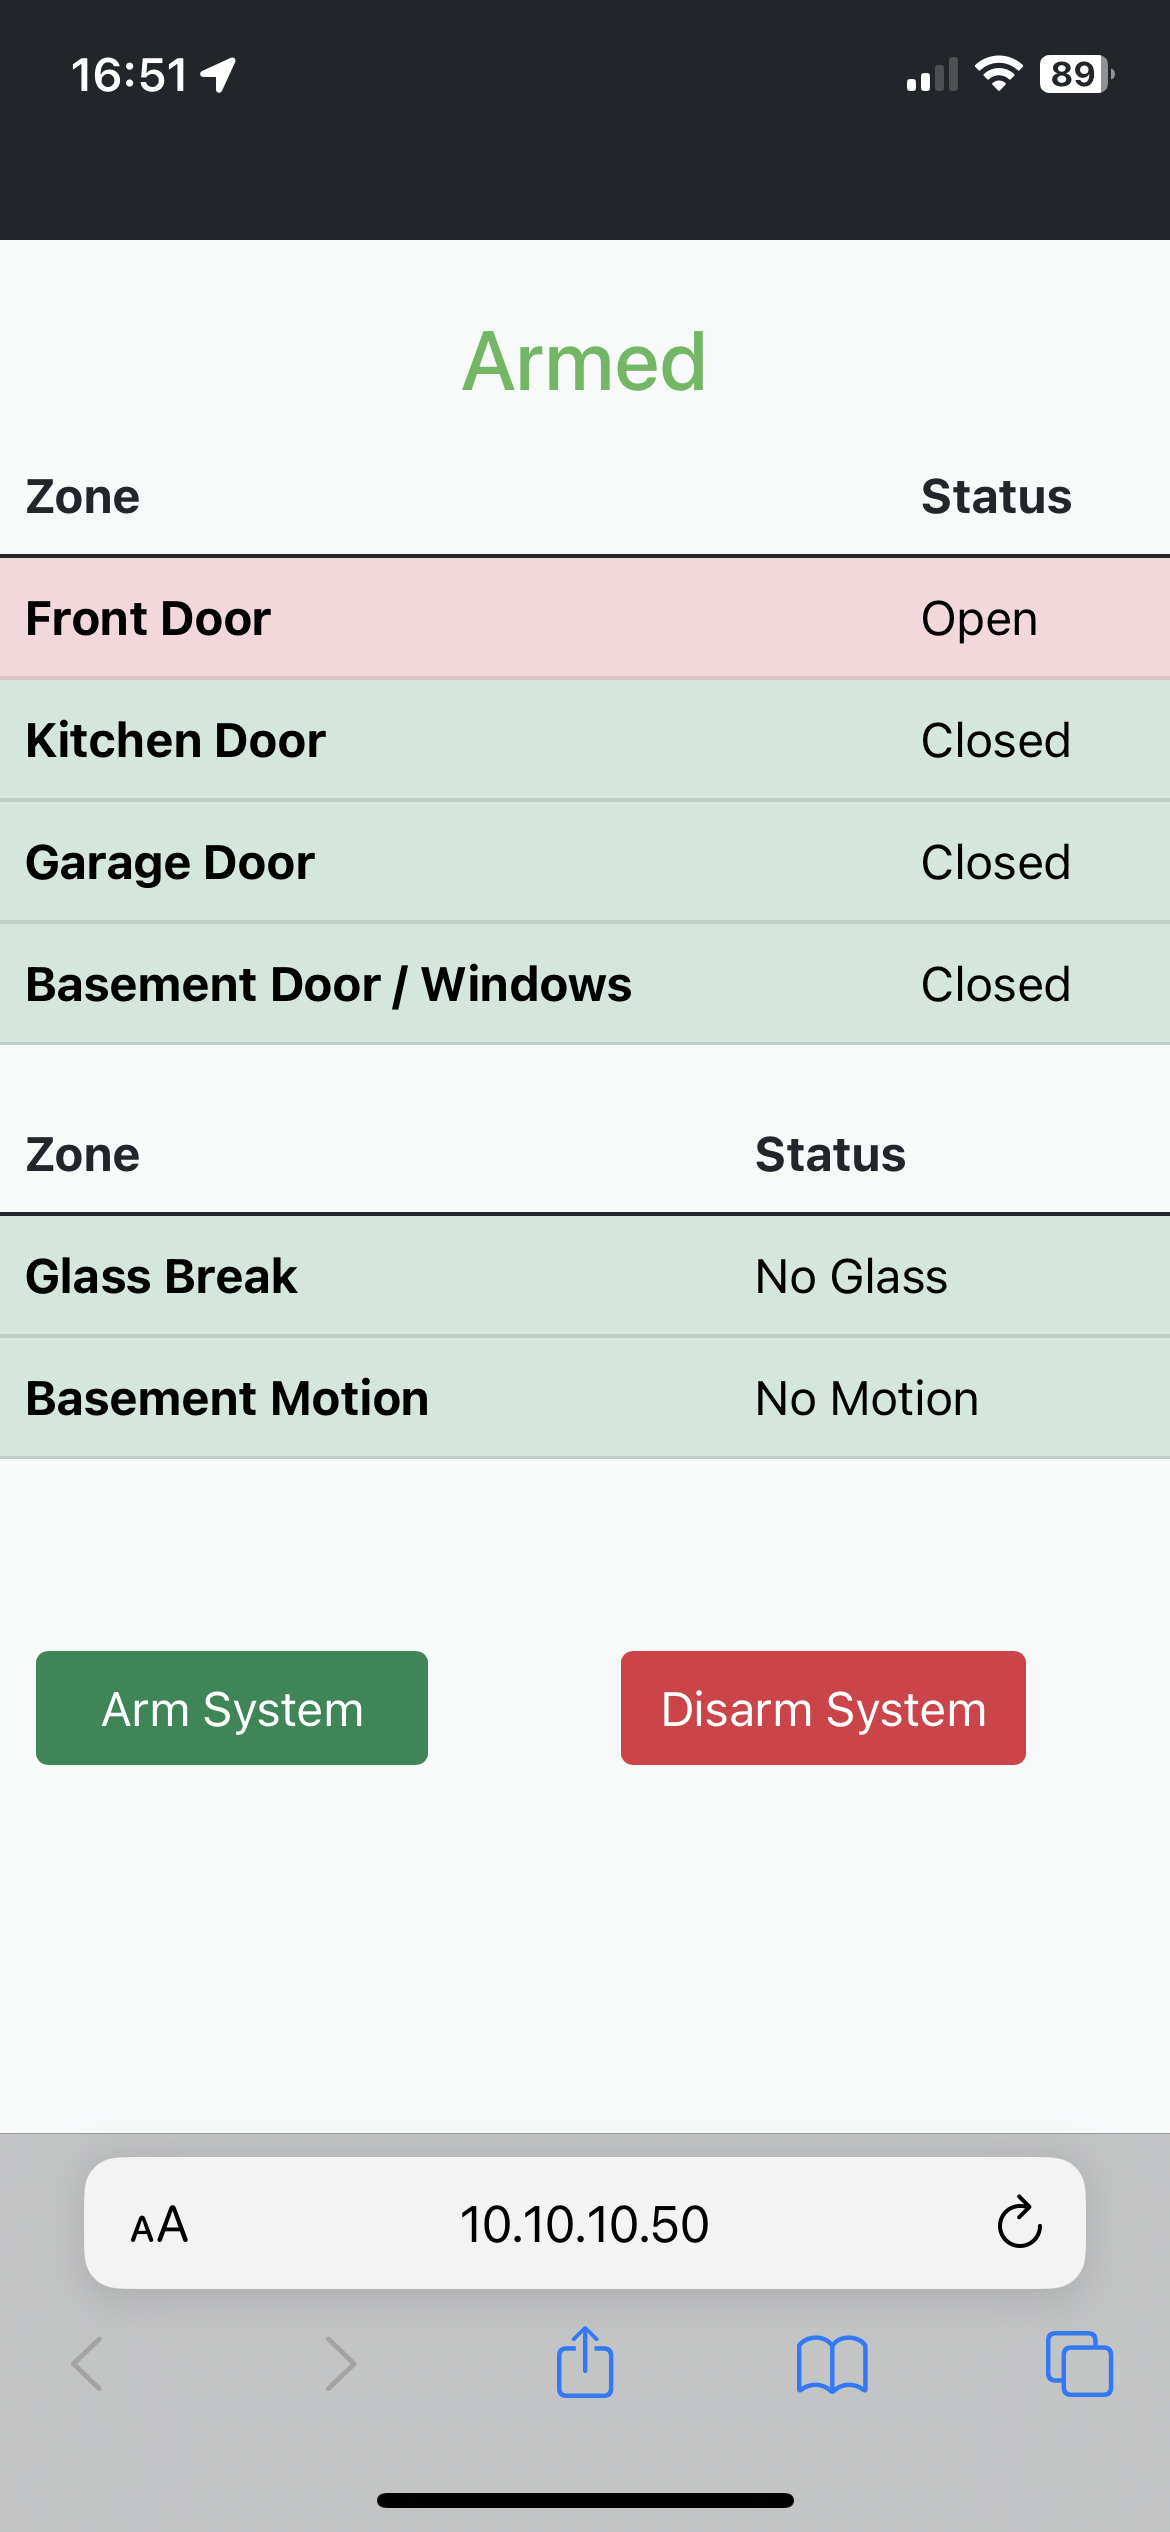 16:51
89
Armed
Zone Status
Front Door Open
Kitchen Door Closed
Garage Door Closed
Basement Door / Windows Closed
Zone Status
Glass Break No Glass
Basement Motion No Motion
Arm System Disarm System
AA 10.10.10.50